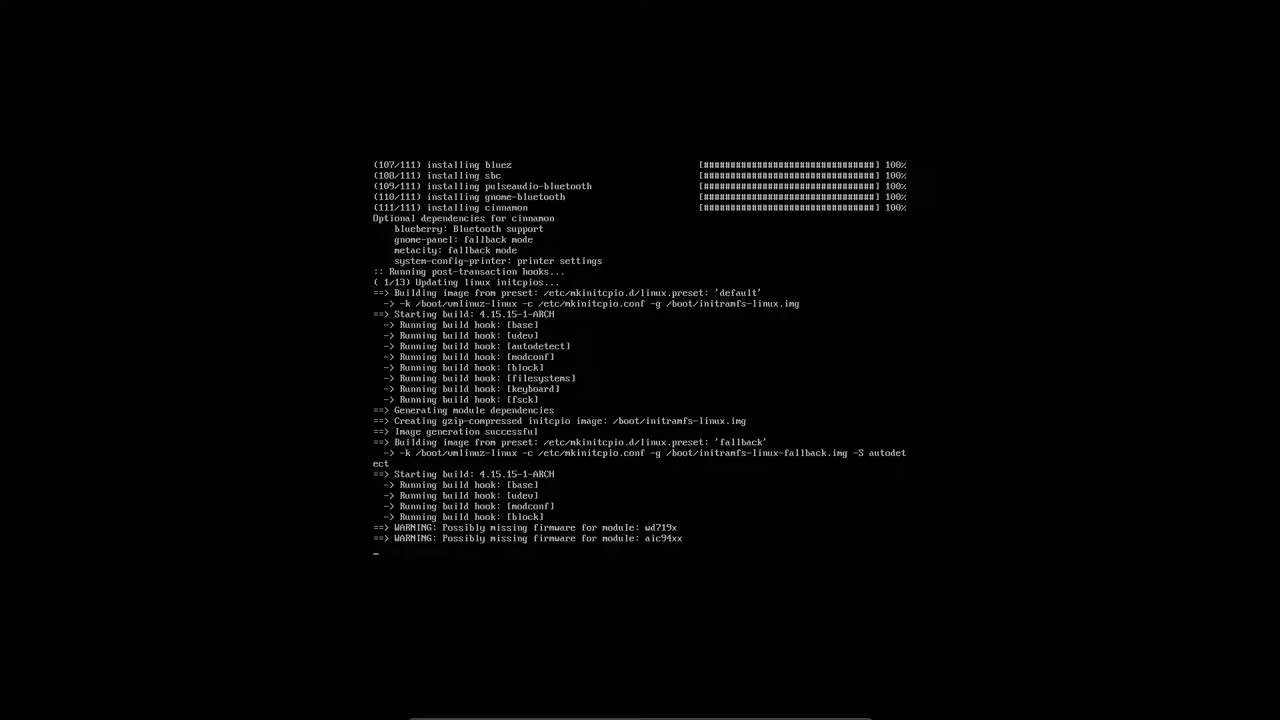 (107/111) installing bluez [################################] 100%
(108/111) installing sbc [################################] 100%
(109/111) installing pulseaudio-bluetooth [################################] 100%
(110/111) installing gnome-bluetooth [################################] 100%
(111/111) installing cinnamon [################################] 100%
Optional dependencies for cinnamon
blueberry: Bluetooth support
gnome-panel: fallback mode
metacity: fallback mode
system-config-printer: printer settings
:: Running post-transaction hooks...
( 1/13) Updating linux initcpios...
==> Building image from preset: /etc/mkinitcpio.d/linux.preset: 'default'
-> -k /boot/vmlinuz-linux -c /etc/mkinitcpio.conf -g /boot/initramfs-linux.img
==> Starting build: 4.15.15-1-ARCH
-> Running build hook: [base]
-> Running build hook: [udev]
-> Running build hook: [autodetect]
-> Running build hook: [modconf]
-> Running build hook: [block]
-> Running build hook: [filesystems]
-> Running build hook: [keyboard]
-> Running build hook: [fsck]
==> Generating module dependencies
==> Creating gzip-compressed initcpio image: /boot/initramfs-linux.img
==> Image generation successful
==> Building image from preset: /etc/mkinitcpio.d/linux.preset: 'fallback'
-> -k /boot/vmlinuz-linux -c /etc/mkinitcpio.conf -g /boot/initramfs-linux-fallback.img -S autodet
ect
==> Starting build: 4.15.15-1-ARCH
-> Running build hook: [base]
-> Running build hook: [udev]
-> Running build hook: [modconf]
-> Running build hook: [block]
==> WARNING: Possibly missing firmware for module: wd719x
==> WARNING: Possibly missing firmware for module: aic94xx